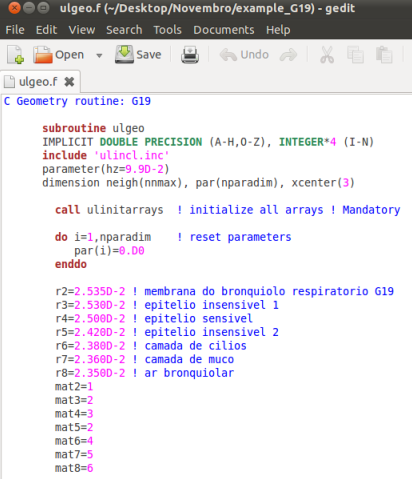 ulgeo.f (~/Desktop/Novembro/example_G19) - gedit
File Edit View Search Tools Documents Help
Open Save Undo
ulgeo.f
C Geometry routine: G19
subroutine ulgeo
IMPLICIT DOUBLE PRECISION (A-H,O-Z), INTEGER*4 (I-N)
include 'ulincl.inc'
parameter(hz=9.9D-2)
dimension neigh(nnmax), par(nparadim), xcenter(3)
call ulinitarrays ! initialize all arrays ! Mandatory
do i=1,nparadim ! reset parameters
par(i)=0.D0
enddo
r2=2.535D-2 ! membrana do bronquiolo respiratorio G19
r3=2.530D-2 ! epitelio insensivel 1
r4=2.500D-2 ! epitelio sensivel
r5=2.420D-2 ! epitelio insensivel 2
r6=2.380D-2 ! camada de cilios
r7=2.360D-2 ! camada de muco
r8=2.350D-2 ! ar bronquiolar
mat2=1
mat3=2
mat4=3
mat5=2
mat6=4
mat7=5
mat8=6